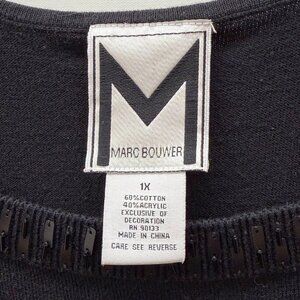 M
MARC BOUWER
1X
60% COTTON
40% ACRYLIC
EXCLUSIVE OF
DECORATION
RN 90133
MADE IN CHINA
CARE SEE REVERSE